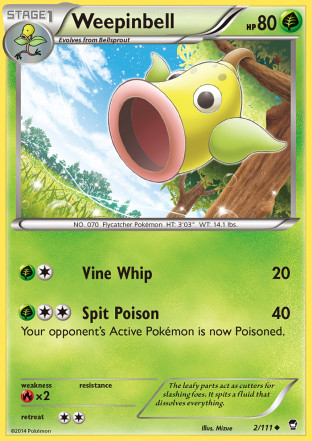 STAGE1 Weepinbell HP80
Evolves from Bellsprout
NO. 070 Flycatcher Pokémon HT: 3'03" WT: 14.1 lbs.
Vine Whip 20
Spit Poison 40
Your opponent's Active Pokémon is now Poisoned.
weakness resistance
×2
The leafy parts act as cutters for
slashing foes. It spits a fluid that
dissolves everything.
retreat
©2014 Pokémon Illus. Mizue 2/111